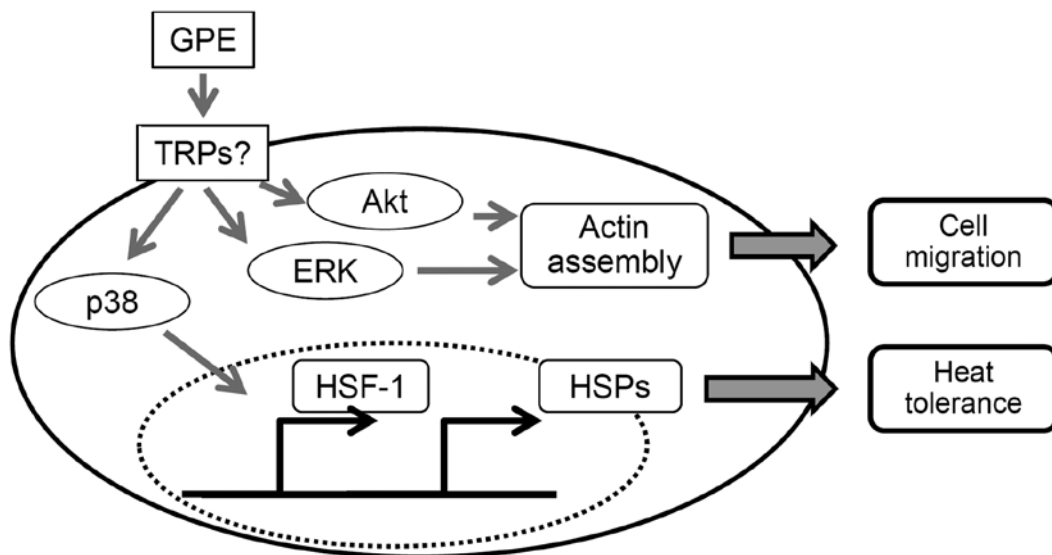 GPE
TRPs?
Akt
ERK
p38
Actin
assembly
Cell
migration
HSF-1
HSPs
Heat
tolerance